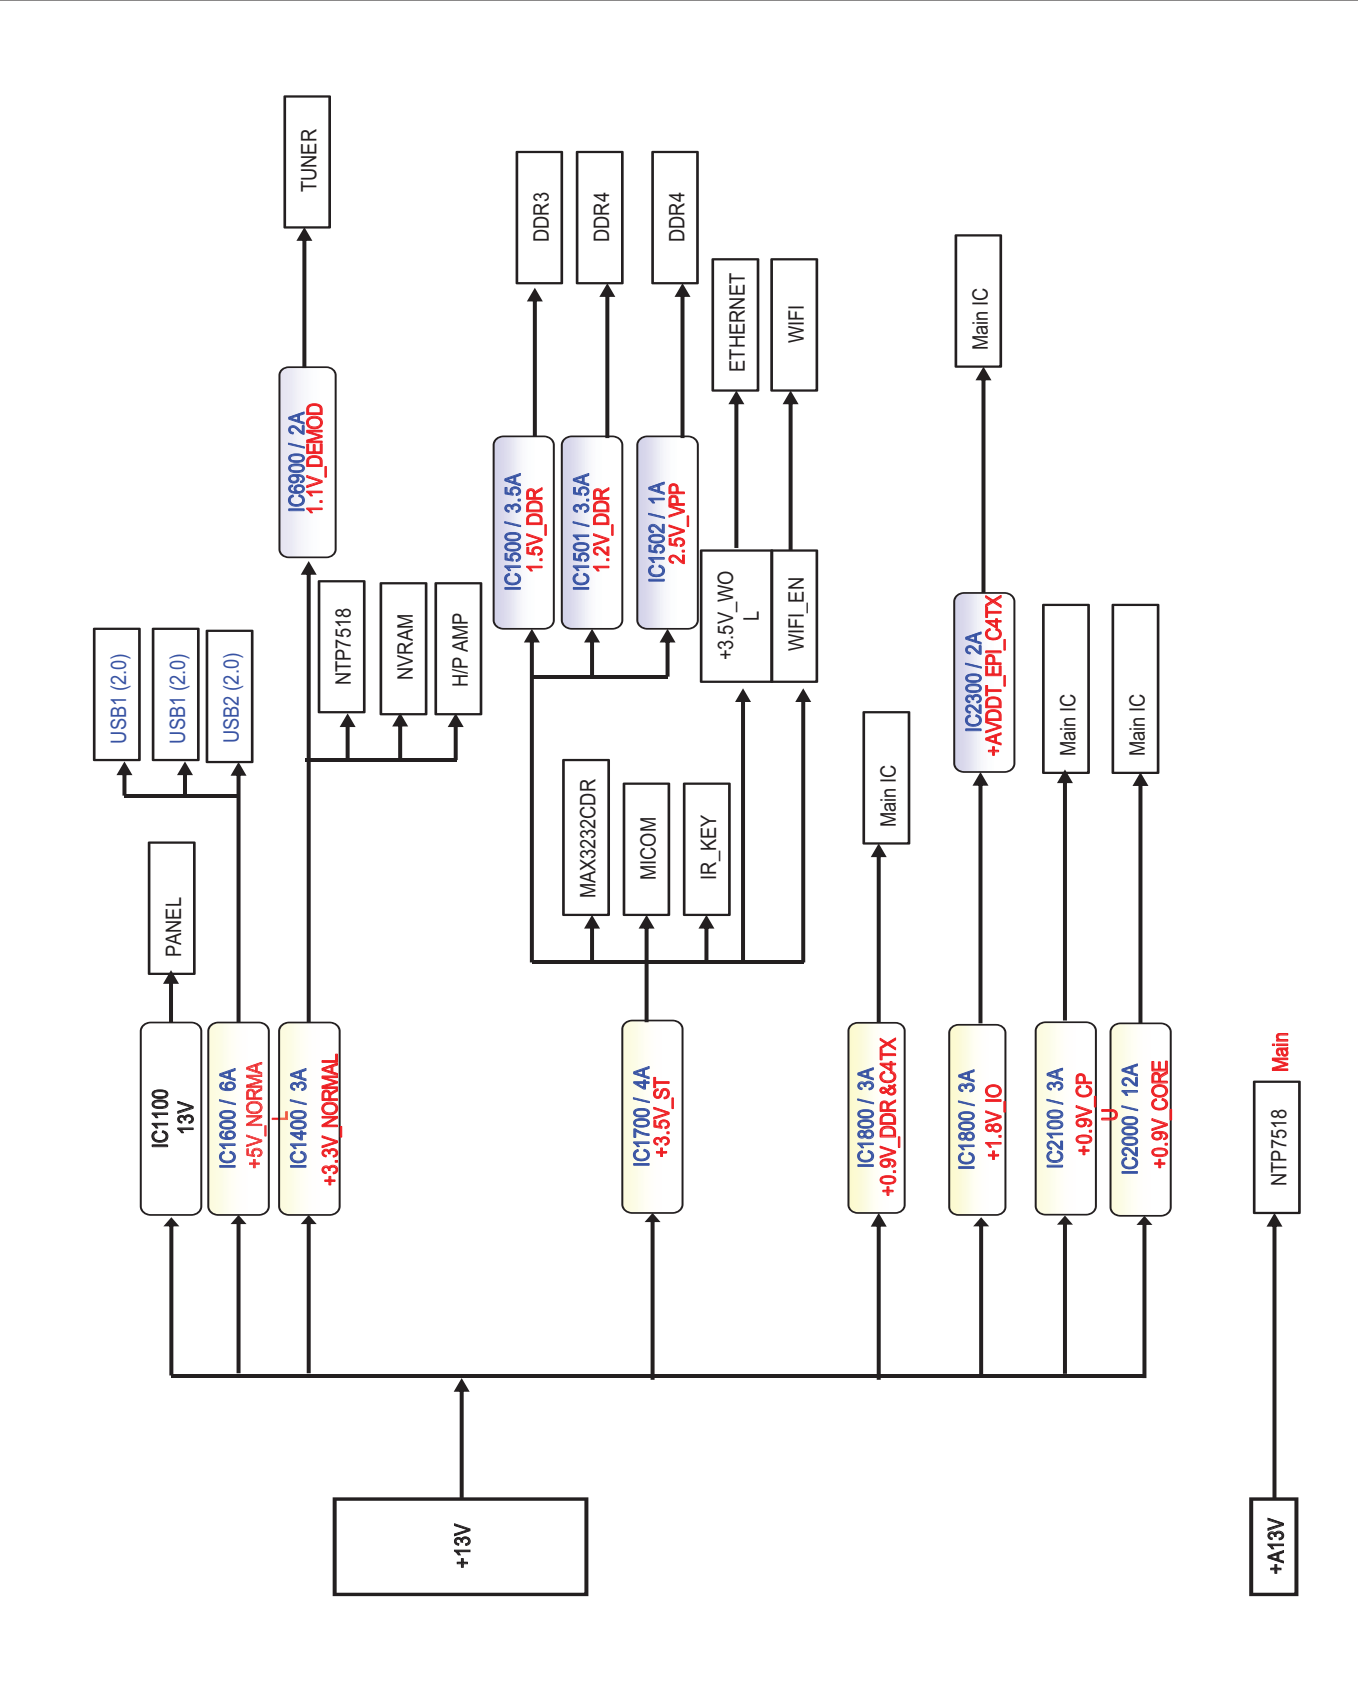 USB1 (2.0)
USB1 (2.0)
USB2 (2.0)
PANEL
IC1100
13V
IC1600 / 6A
+5V_NORMA
L
IC1400 / 3A
+3.3V_NORMAL
TUNER
IC6900 / 2A
1.1V_DEMOD
NTP7518
NVRAM
H/P AMP
DDR3
DDR4
DDR4
IC1500 / 3.5A
1.5V_DDR
IC1501 / 3.5A
1.2V_DDR
IC1502 / 1A
2.5V_VPP
ETHERNET
WIFI
+3.5V_WO
L
WIFI_EN
MAX3232CDR
MICOM
IR_KEY
IC1700 / 4A
+3.5V_ST
Main IC
IC1800 / 3A
+0.9V_DDR &C4TX
Main IC
IC2300 / 2A
+AVDDT_EPI_C4TX
IC1800 / 3A
+1.8V_IO
Main IC
IC2100 / 3A
+0.9V_CP
U
Main IC
IC2000 / 12A
+0.9V_CORE
+13V
Main
NTP7518
+A13V